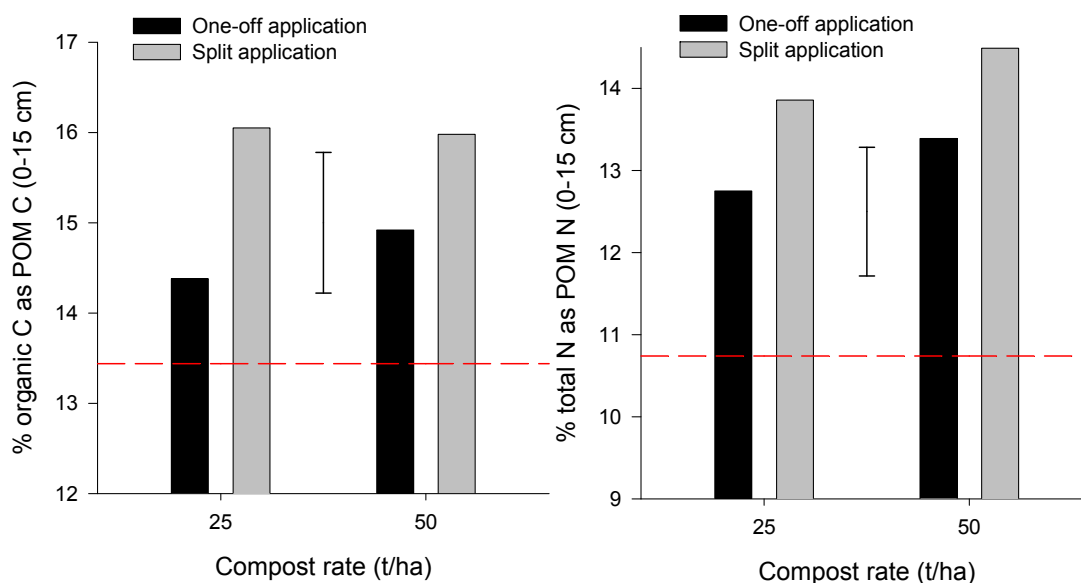 One-off application
Split application
17
16
15
14
13
12
% organic C as POM C (0-15 cm)
25
50
Compost rate (t/ha)
One-off application
Split application
14
13
12
11
10
9
% total N as POM N (0-15 cm)
25
50
Compost rate (t/ha)